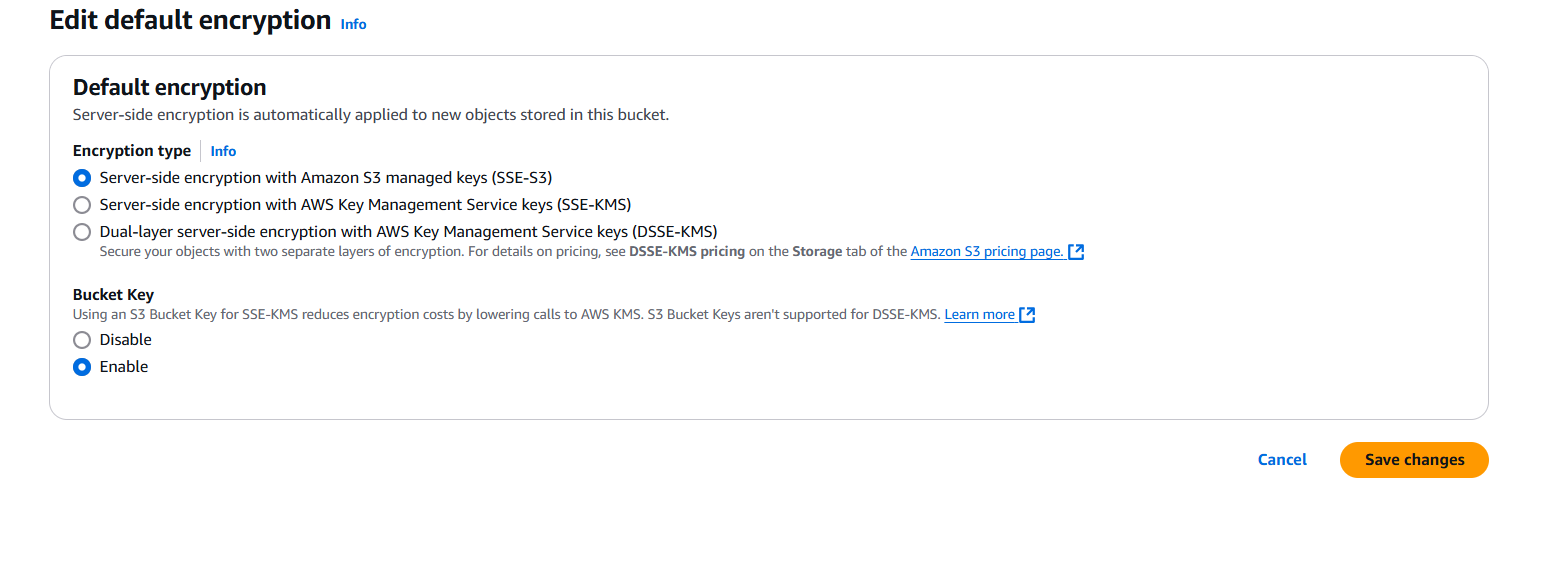 Edit default encryption Info
Default encryption
Server-side encryption is automatically applied to new objects stored in this bucket.
Encryption type Info
Server-side encryption with Amazon S3 managed keys (SSE-S3)
Server-side encryption with AWS Key Management Service keys (SSE-KMS)
Dual-layer server-side encryption with AWS Key Management Service keys (DSSE-KMS)
Secure your objects with two separate layers of encryption. For details on pricing, see DSSE-KMS pricing on the Storage tab of the Amazon S3 pricing page.
Bucket Key
Using an S3 Bucket Key for SSE-KMS reduces encryption costs by lowering calls to AWS KMS. S3 Bucket Keys aren't supported for DSSE-KMS. Learn more
Disable
Enable
Cancel Save changes